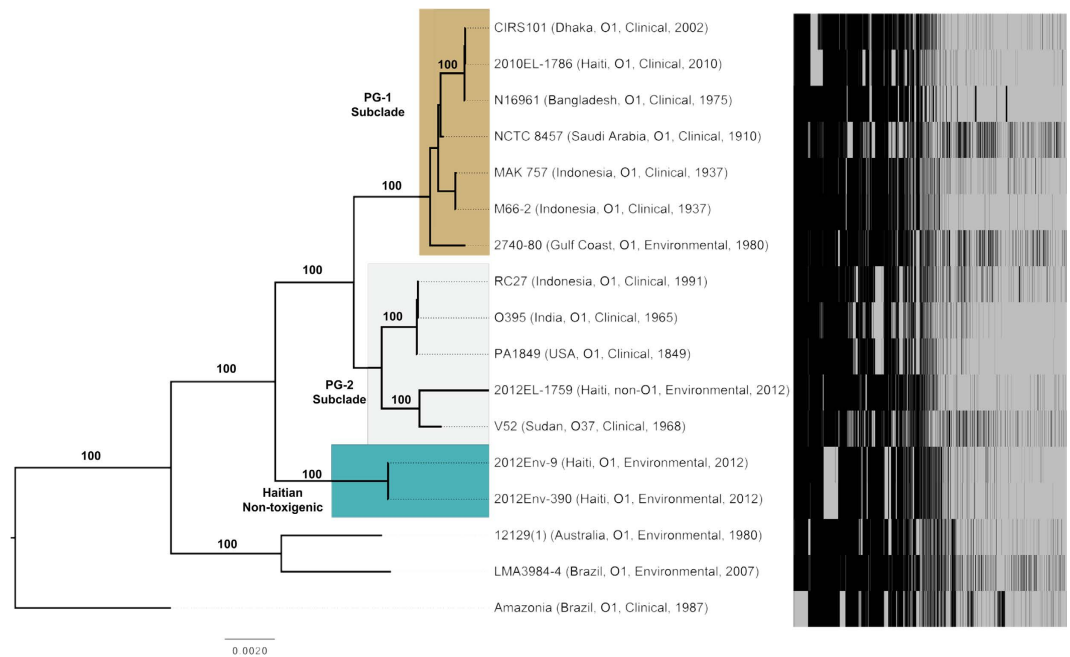 CIRS101 (Dhaka, O1, Clinical, 2002)
100
2010EL-1786 (Haiti, O1, Clinical, 2010)
PG-1
Subclade
N16961 (Bangladesh, O1, Clinical, 1975)
NCTC 8457 (Saudi Arabia, O1, Clinical, 1910)
MAK 757 (Indonesia, O1, Clinical, 1937)
100
M66-2 (Indonesia, O1, Clinical, 1937)
2740-80 (Gulf Coast, O1, Environmental, 1980)
100
RC27 (Indonesia, O1, Clinical, 1991)
100
O395 (India, O1, Clinical, 1965)
PA1849 (USA, O1, Clinical, 1849)
100
PG-2
Subclade
2012EL-1759 (Haiti, non-O1, Environmental, 2012)
100
V52 (Sudan, O37, Clinical, 1968)
100
2012Env-9 (Haiti, O1, Environmental, 2012)
100
Haitian
Non-toxigenic
2012Env-390 (Haiti, O1, Environmental, 2012)
12129(1) (Australia, O1, Environmental, 1980)
100
LMA3984-4 (Brazil, O1, Environmental, 2007)
Amazonia (Brazil, O1, Clinical, 1987)
0.0020